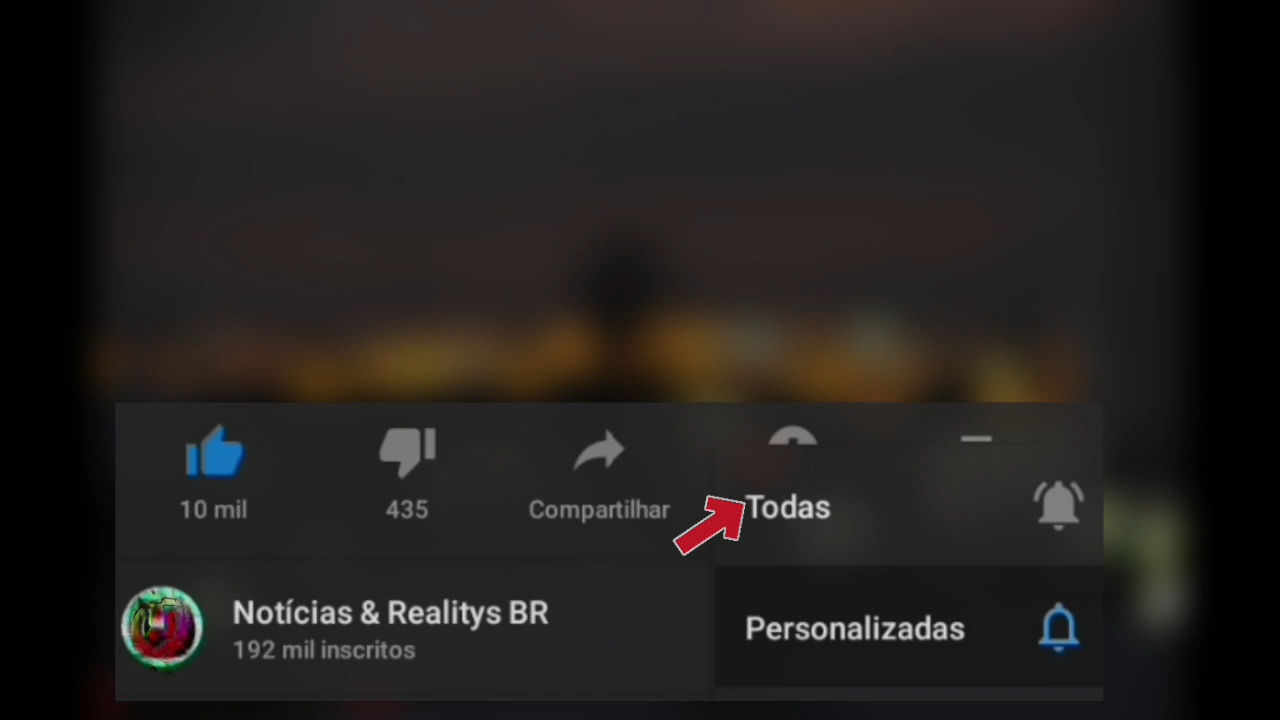 10 mil
435
Compartilhar
Todas
Notícias & Realitys BR
192 mil inscritos
Personalizadas